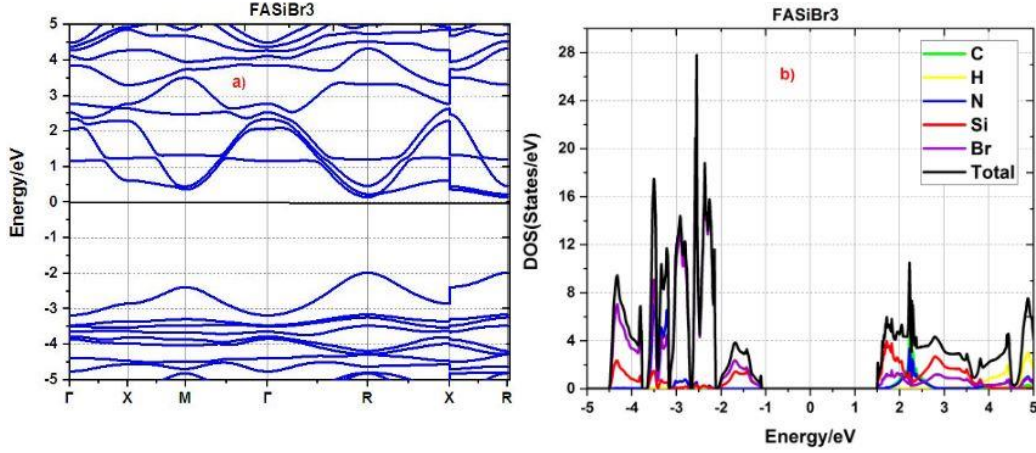 FASiBr3
a)
Energy/eV
5
4
3
2
1
0
-1
-2
-3
-4
-5
Γ X M Γ R X R
FASiBr3
b)
DOS(States/eV)
28
24
20
16
12
8
4
0
C
H
N
Si
Br
Total
-5 -4 -3 -2 -1 0 1 2 3 4 5
Energy/eV